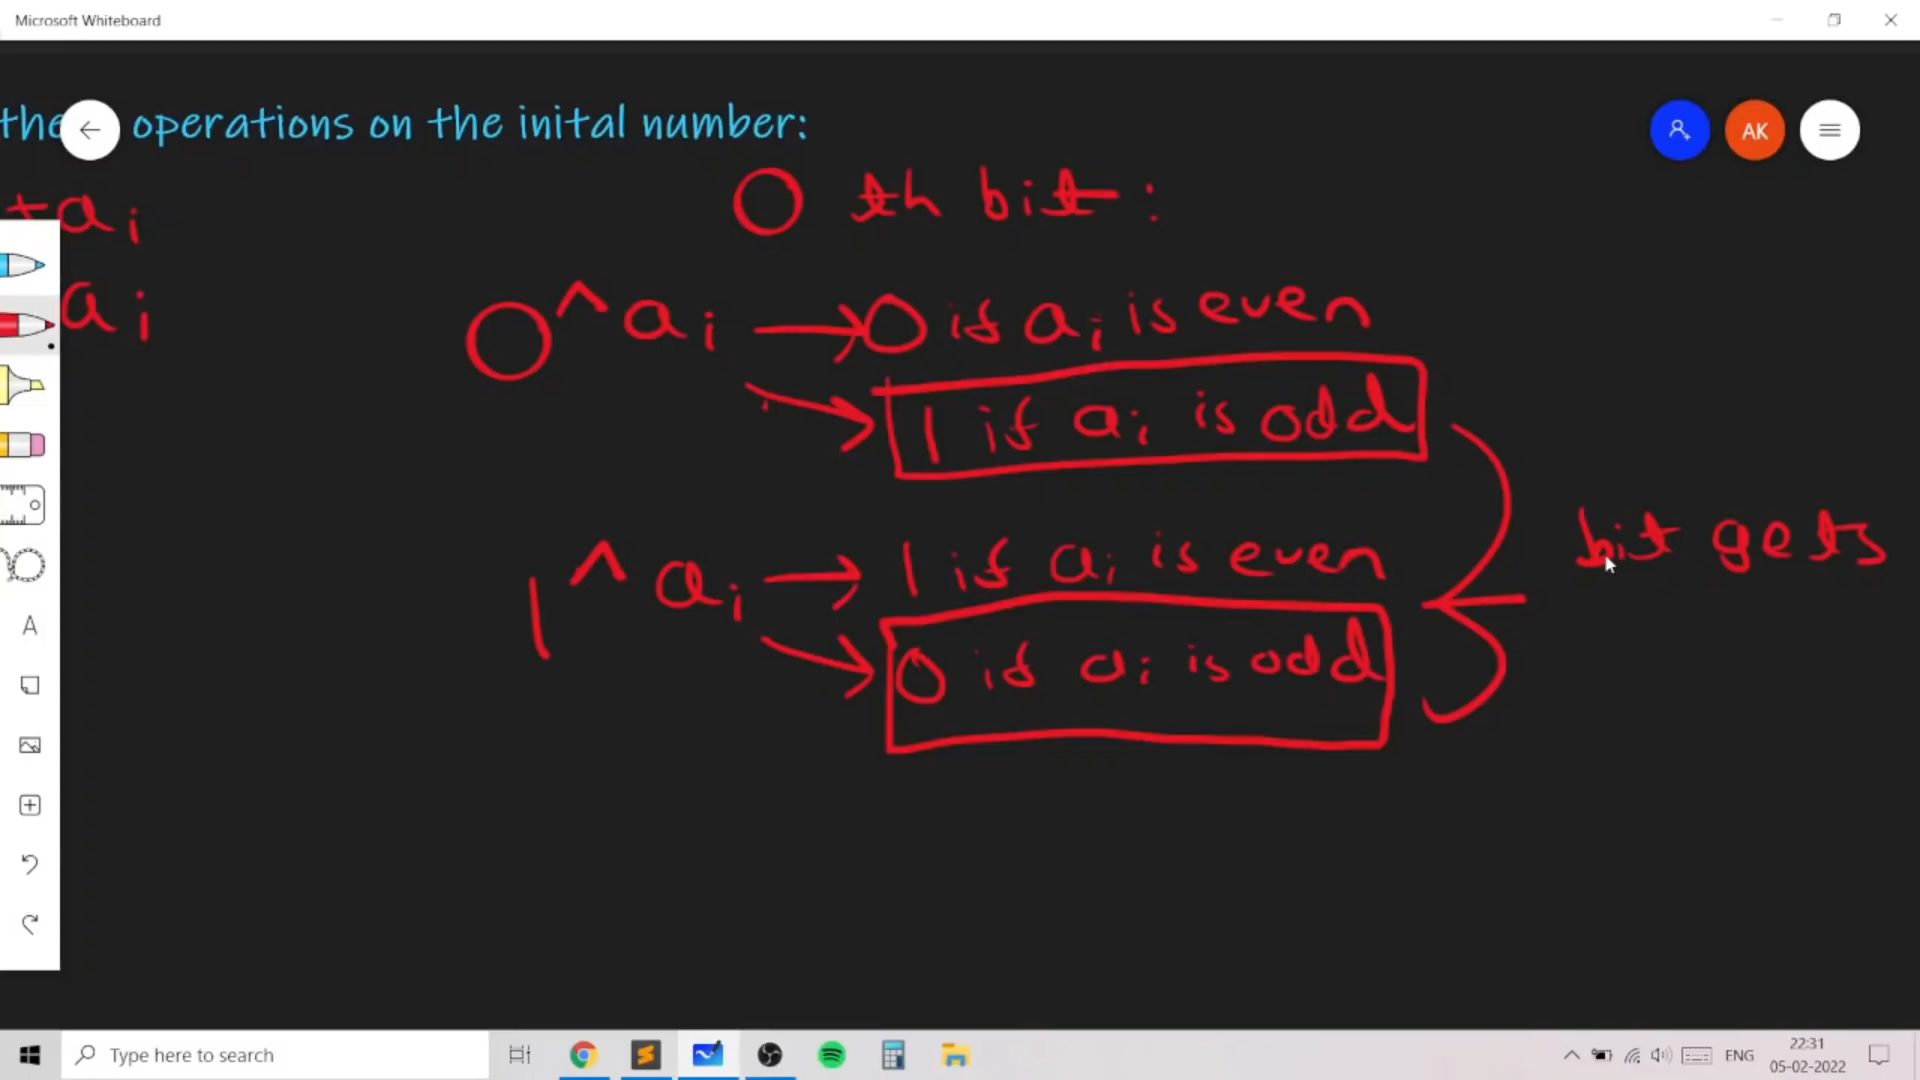 Microsoft Whiteboard
the operations on the inital number:
AK
+ai
ai
0 th bit:
0^ai → 0 if ai is even
→ 1 if ai is odd
bit gets
1^ai → 1 if ai is even
→ 0 if ai is odd
A
Type here to search
ENG
22:31
05-02-2022